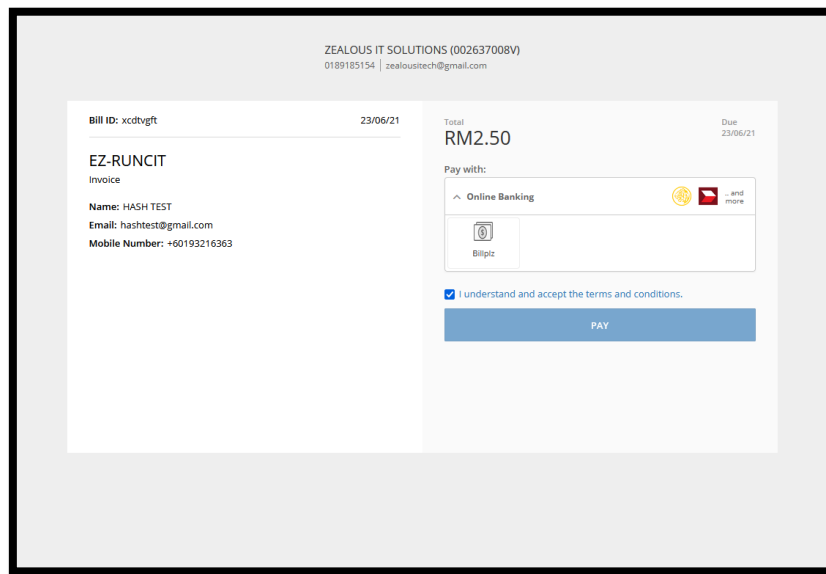 ZEALOUS IT SOLUTIONS (002637008V)
0189185154 | zealousitech@gmail.com
Bill ID: xcdtvgft 23/06/21
EZ-RUNCIT
Invoice
Name: HASH TEST
Email: hashtest@gmail.com
Mobile Number: +60193216363
Total Due
RM2.50 23/06/21
Pay with:
Online Banking ... and more
Billplz
I understand and accept the terms and conditions.
PAY